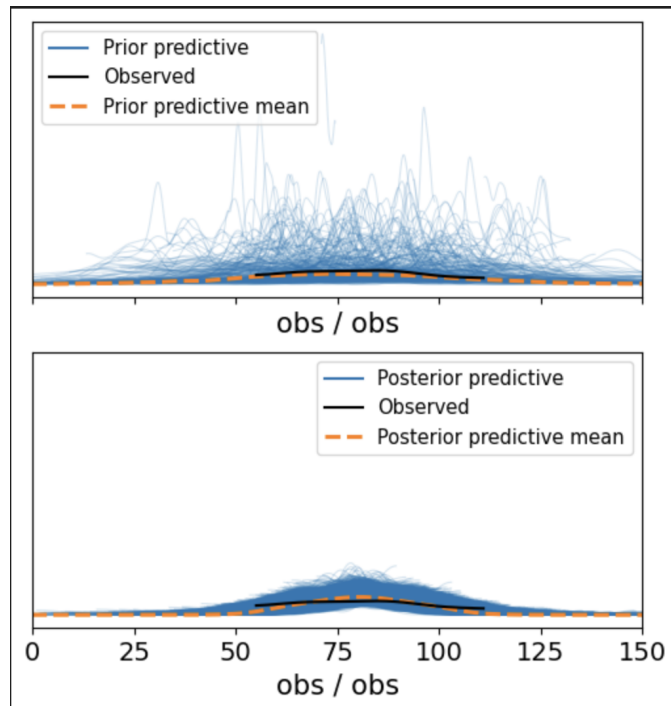 Prior predictive
Observed
Prior predictive mean
obs / obs
Posterior predictive
Observed
Posterior predictive mean
0 25 50 75 100 125 150
obs / obs